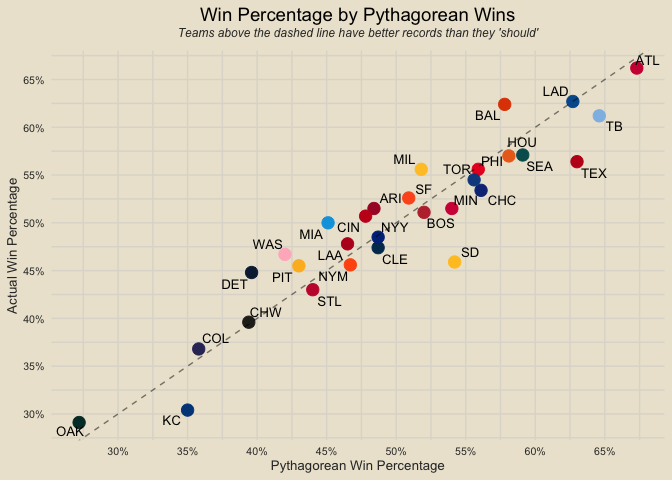 Win Percentage by Pythagorean Wins
Teams above the dashed line have better records than they 'should'
Actual Win Percentage
65%
60%
55%
50%
45%
40%
35%
30%
ATL
LAD
BAL
TB
HOU
MIL
TOR
PHI
SEA
TEX
ARI
SF
MIN
CHC
MIA
CIN
NYY
BOS
WAS
LAA
CLE
SD
DET
PIT
NYM
STL
CHW
COL
KC
OAK
30%
35%
40%
45%
50%
55%
60%
65%
Pythagorean Win Percentage